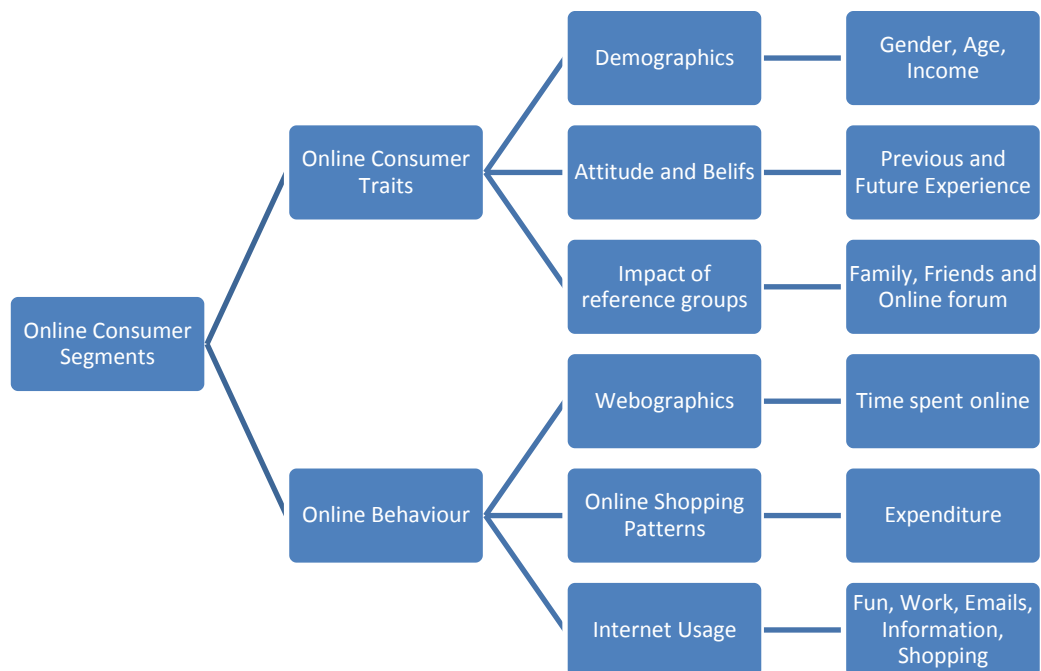 Online Consumer
Segments
Online Consumer
Traits
Demographics
Gender, Age,
Income
Attitude and Belifs
Previous and
Future Experience
Impact of
reference groups
Family, Friends and
Online forum
Online Behaviour
Webographics
Time spent online
Online Shopping
Patterns
Expenditure
Internet Usage
Fun, Work, Emails,
Information,
Shopping